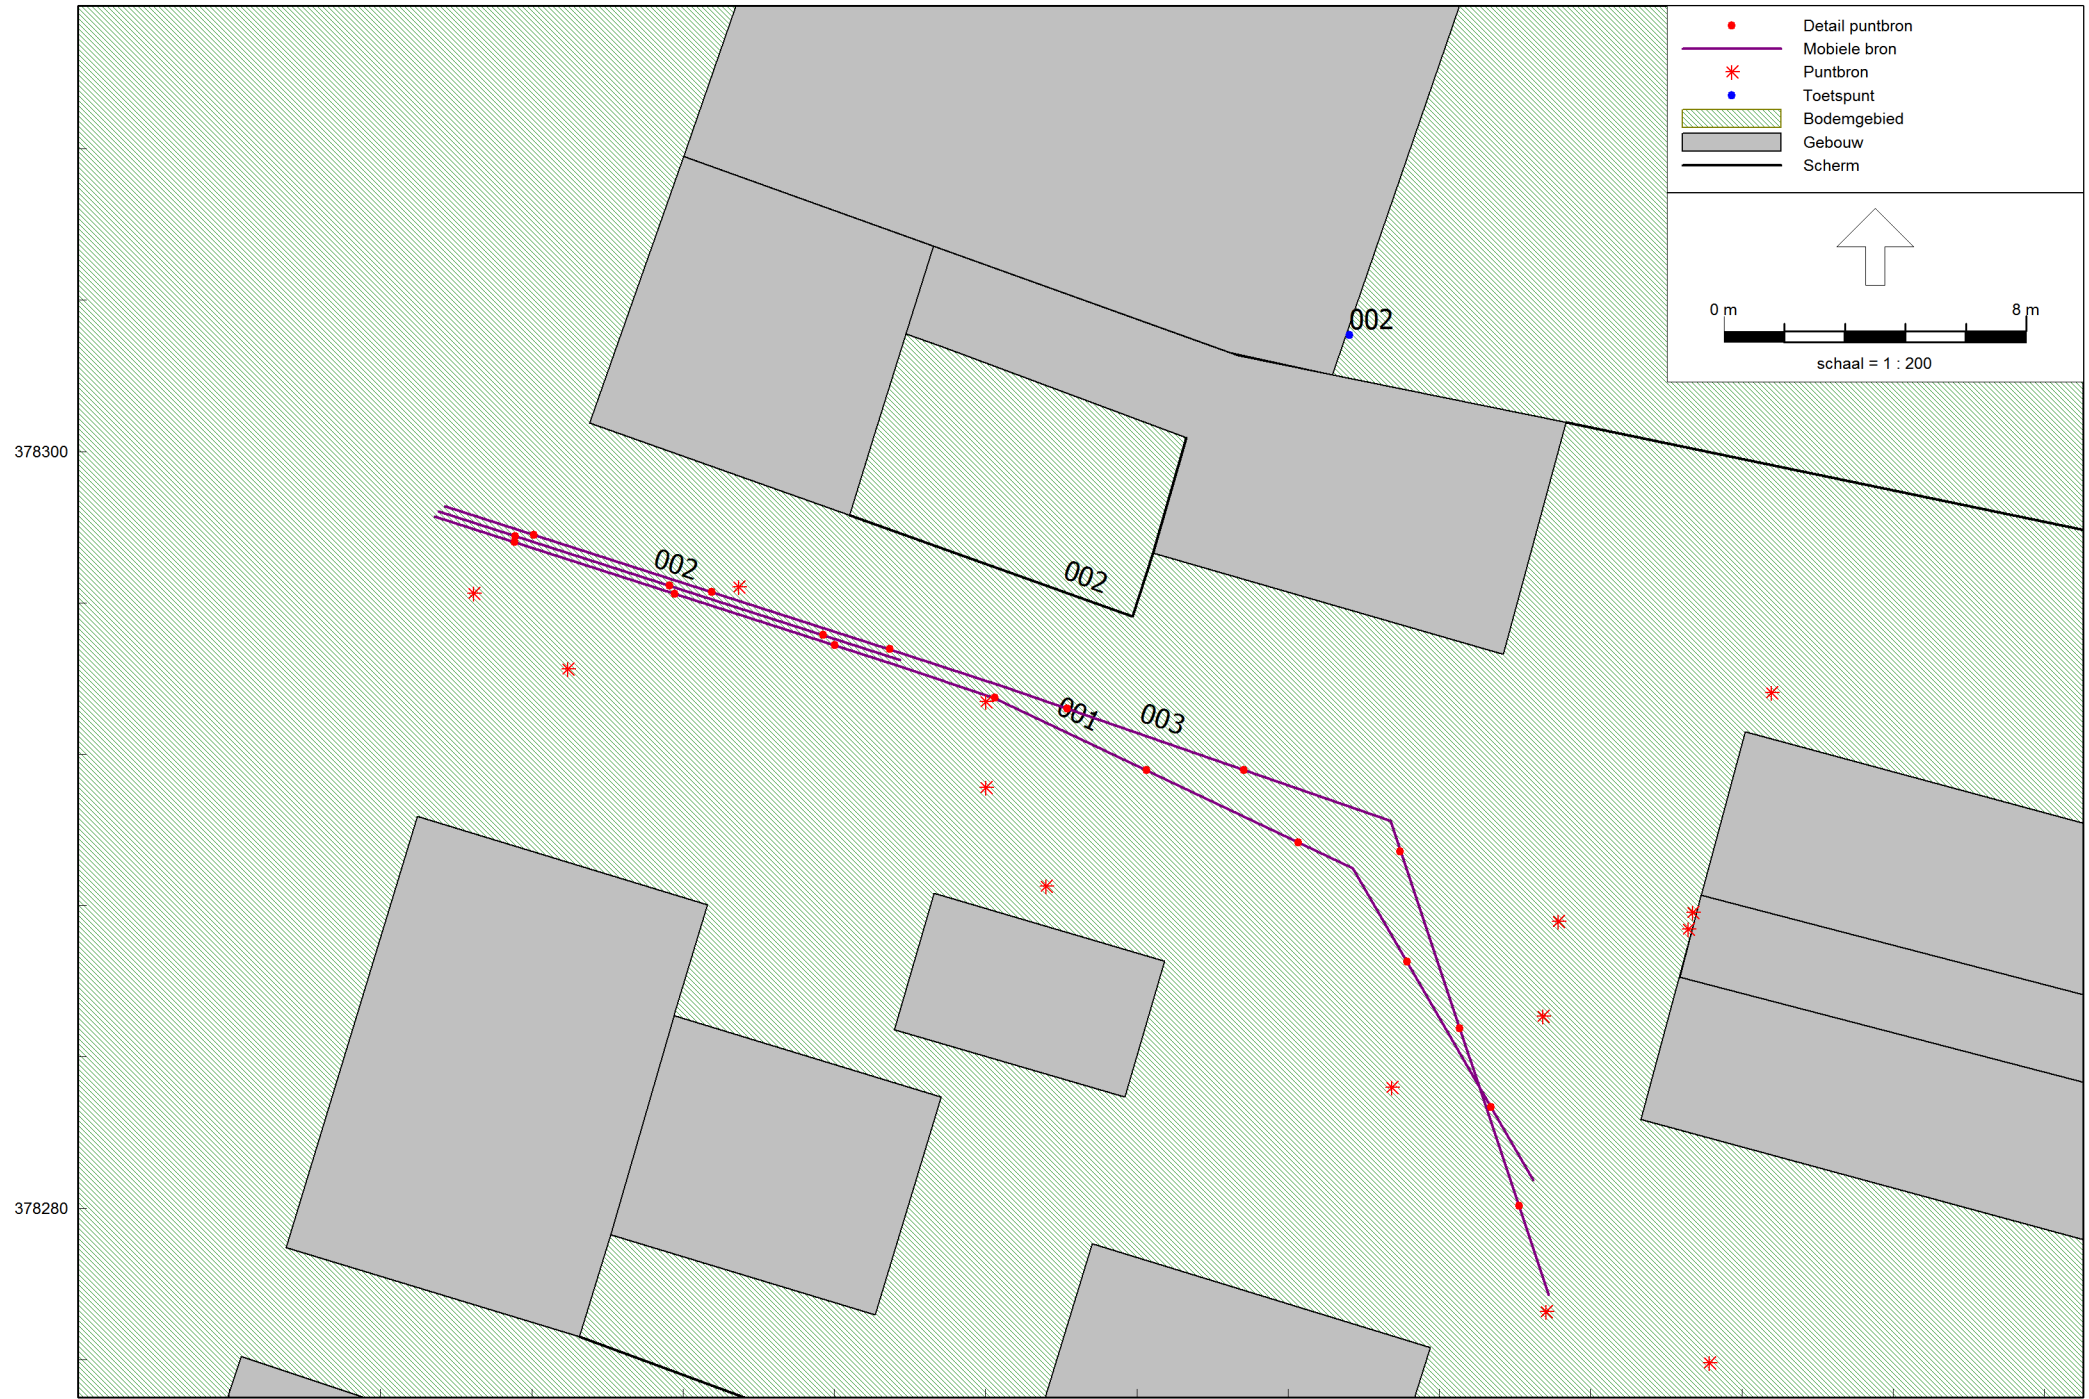 Detail puntbron
Mobiele bron
Puntbron
Toetspunt
Bodemgebied
Gebouw
Scherm
0 m 8 m
schaal = 1 : 200
002
378300
002
002
001
003
378280